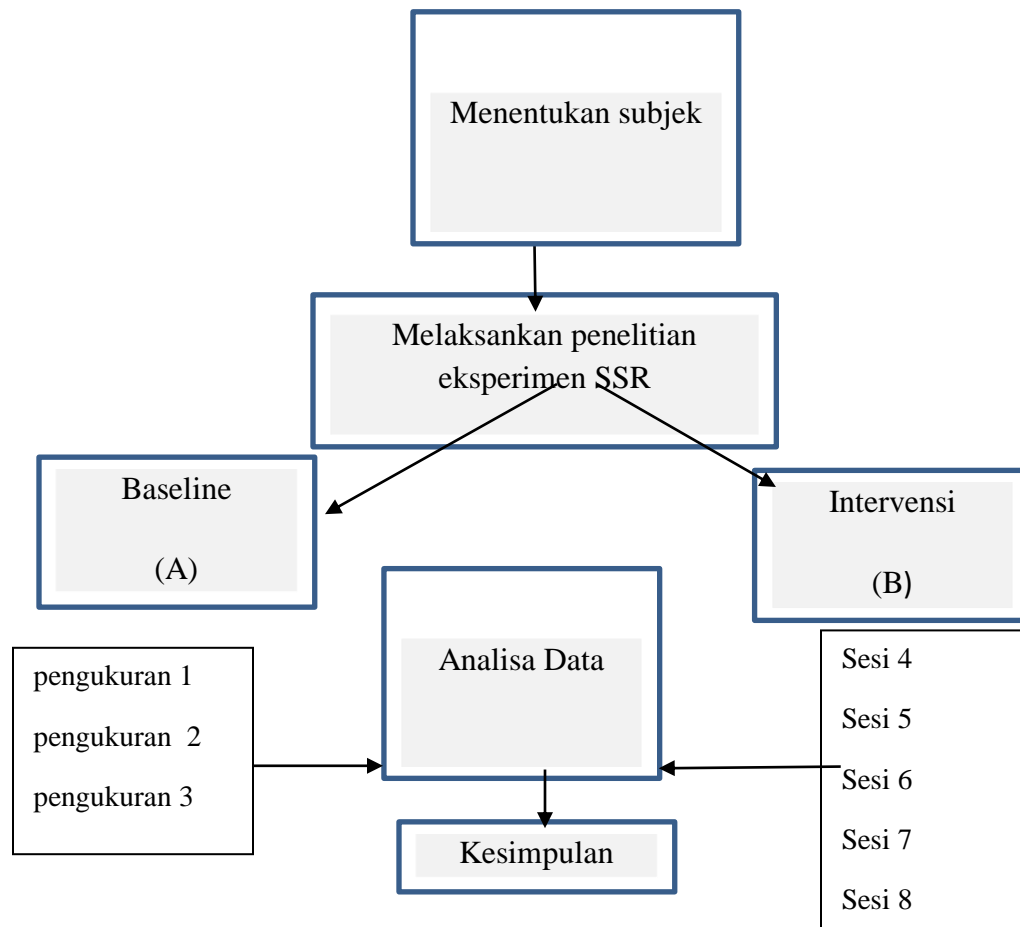 Menentukan subjek
Melaksankan penelitian
eksperimen SSR
Baseline
(A)
Intervensi
(B)
Analisa Data
pengukuran 1
pengukuran  2
pengukuran 3
Sesi 4
Sesi 5
Sesi 6
Sesi 7
Sesi 8
Kesimpulan